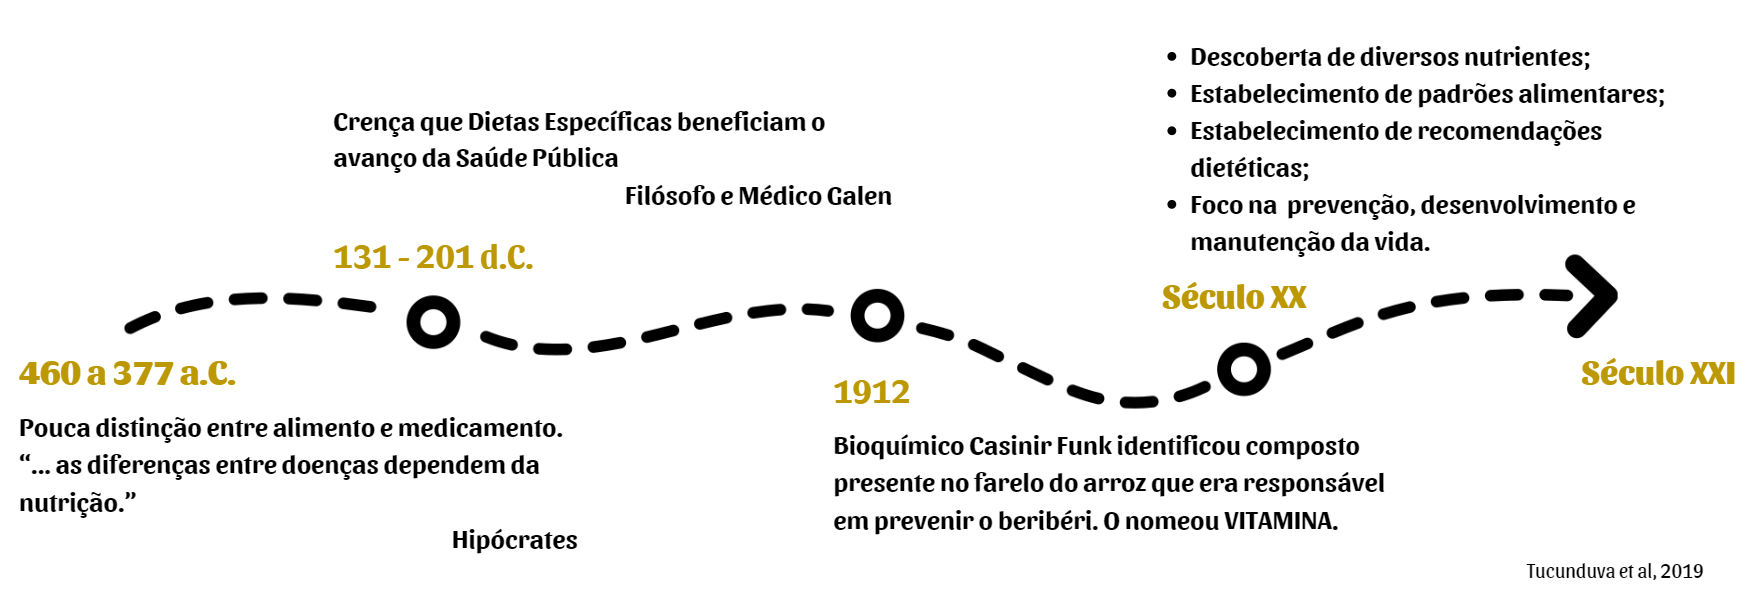 460 a 377 a.C.
Pouca distinção entre alimento e medicamento.
“... as diferenças entre doenças dependem da
nutrição.”
Hipócrates
Crença que Dietas Específicas beneficiam o
avanço da Saúde Pública
Filósofo e Médico Galen
131 - 201 d.C.
1912
Bioquímico Casinir Funk identificou composto
presente no farelo do arroz que era responsável
em prevenir o beribéri. O nomeou VITAMINA.
• Descoberta de diversos nutrientes;
• Estabelecimento de padrões alimentares;
• Estabelecimento de recomendações
dietéticas;
• Foco na prevenção, desenvolvimento e
manutenção da vida.
Século XX
Século XXI
Tucunduva et al, 2019